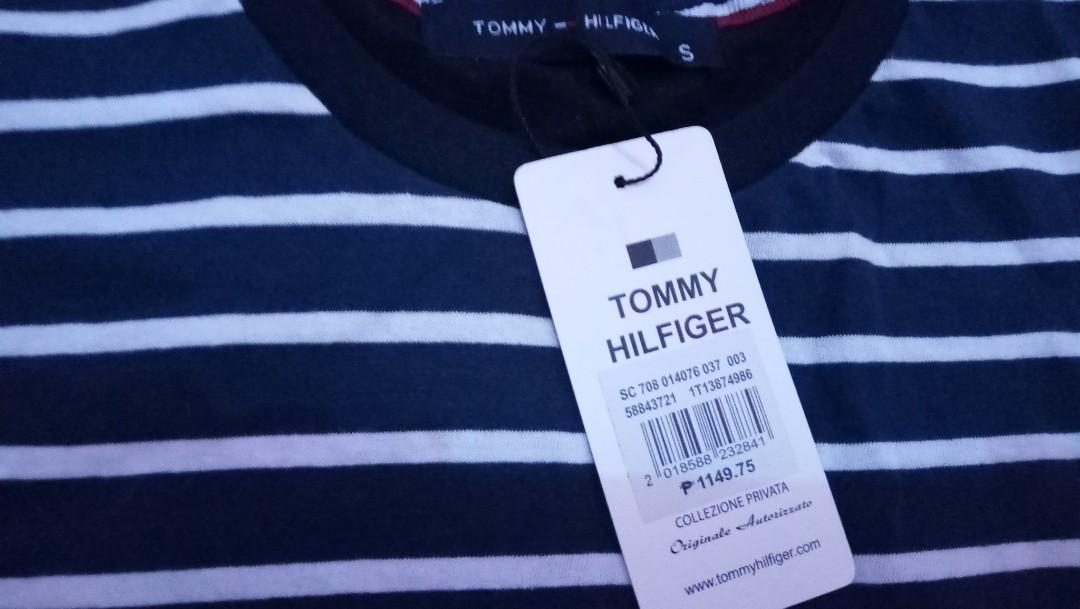 TOMMY HILFIGER
S
TOMMY
HILFIGER
SC 708 014076 037 003
58843721 1T13874986
2 018588 232841
₱1149.75
COLLEZIONE PRIVATA
Originale Autorizzato
www.tommyhilfiger.com